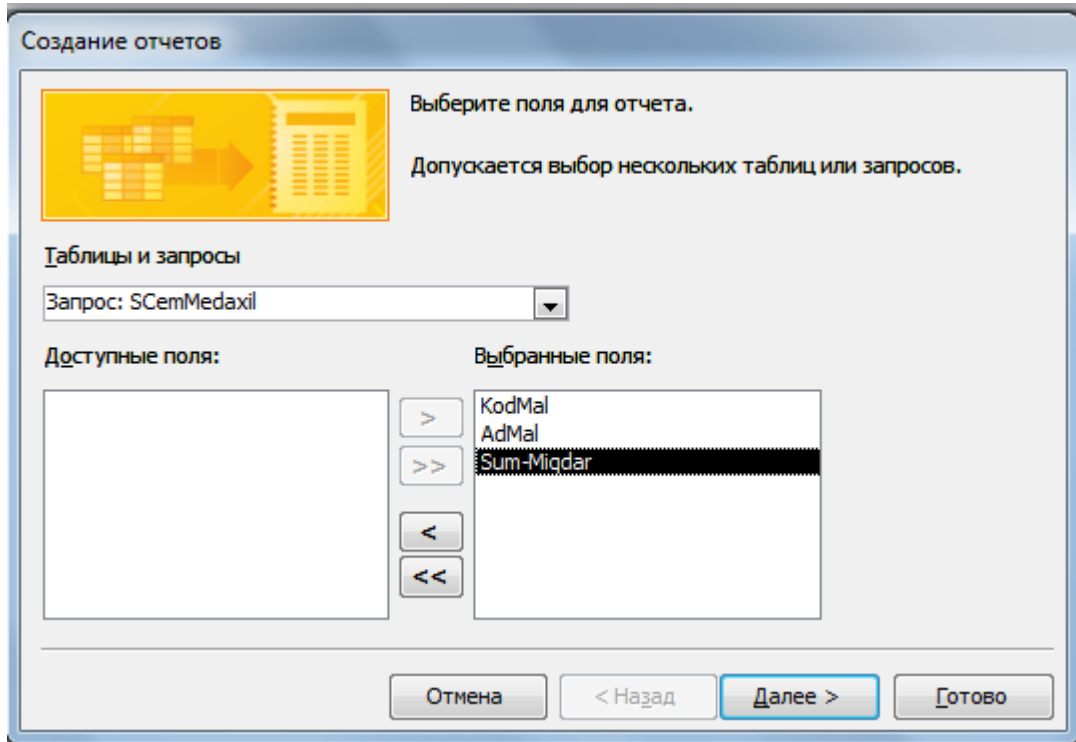 Создание отчетов
Выберите поля для отчета.
Допускается выбор нескольких таблиц или запросов.
Таблицы и запросы
Запрос: SCemMedaxil
Доступные поля:
Выбранные поля:
>
>>
<
<<
KodMal
AdMal
Sum-Miqdar
Отмена
< Назад
Далее >
Готово